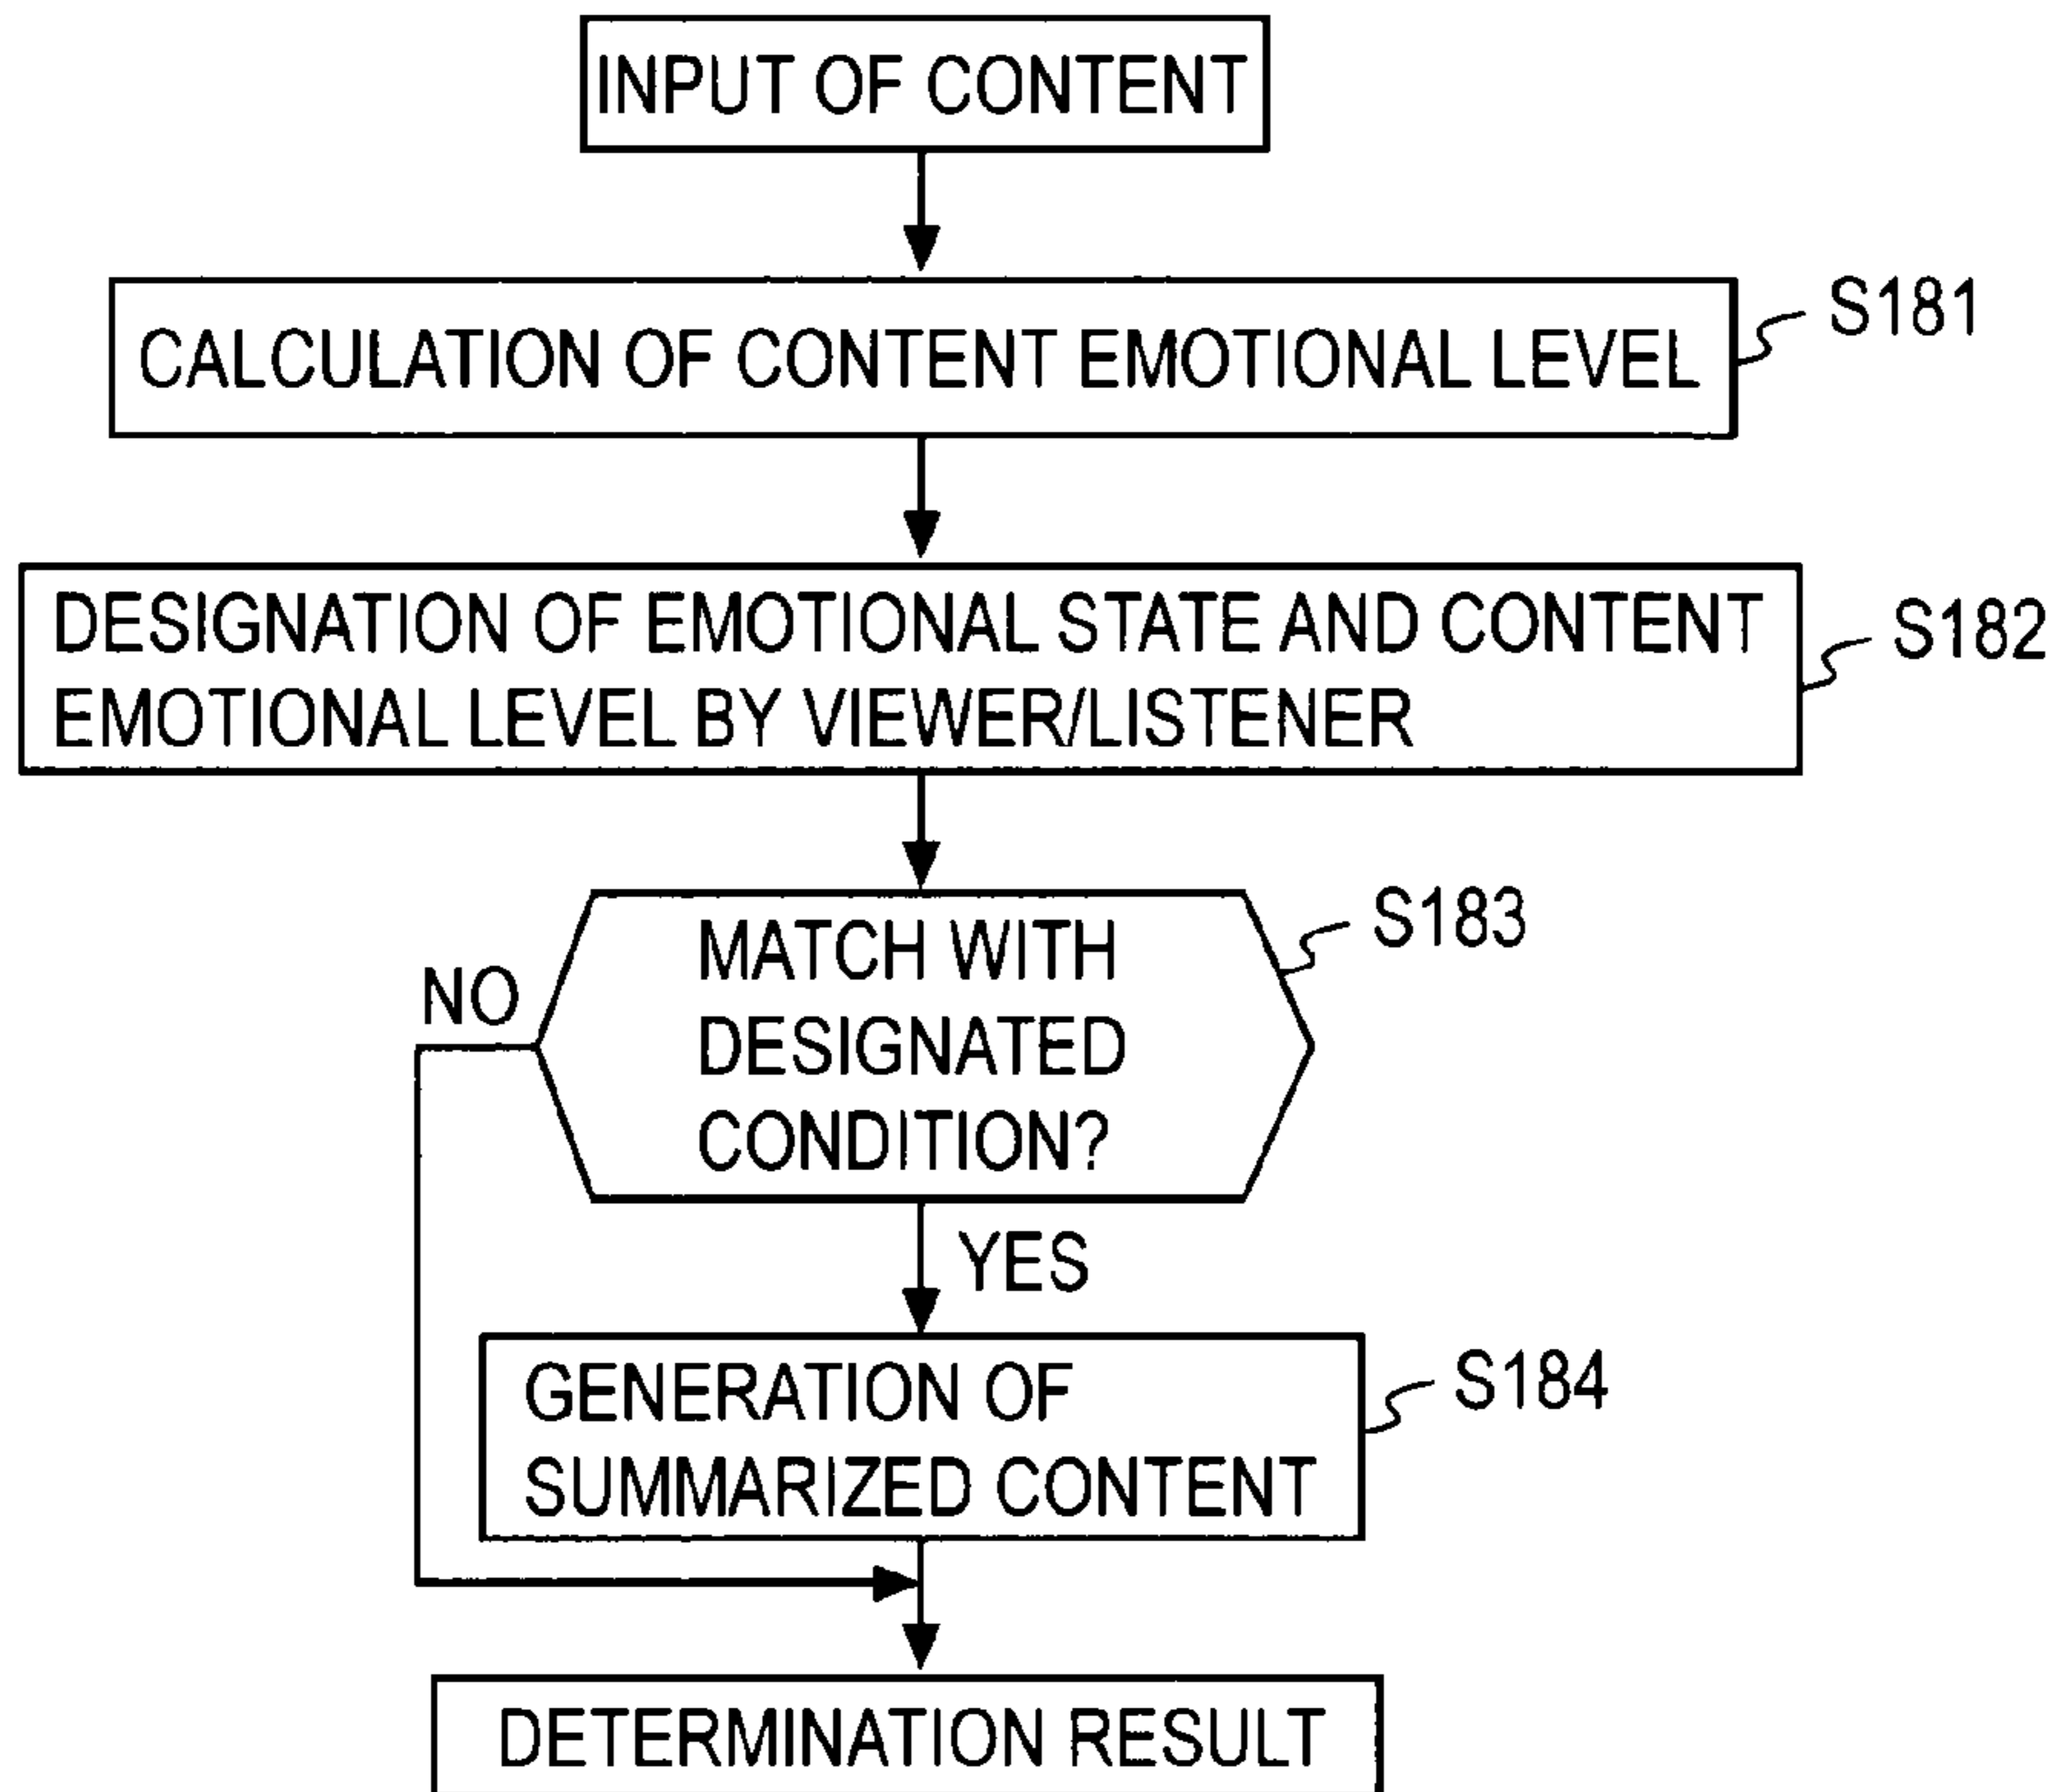 INPUT OF CONTENT
CALCULATION OF CONTENT EMOTIONAL LEVEL
S181
DESIGNATION OF EMOTIONAL STATE AND CONTENT
EMOTIONAL LEVEL BY VIEWER/LISTENER
S182
MATCH WITH
DESIGNATED
CONDITION?
S183
NO
YES
GENERATION OF
SUMMARIZED CONTENT
S184
DETERMINATION RESULT